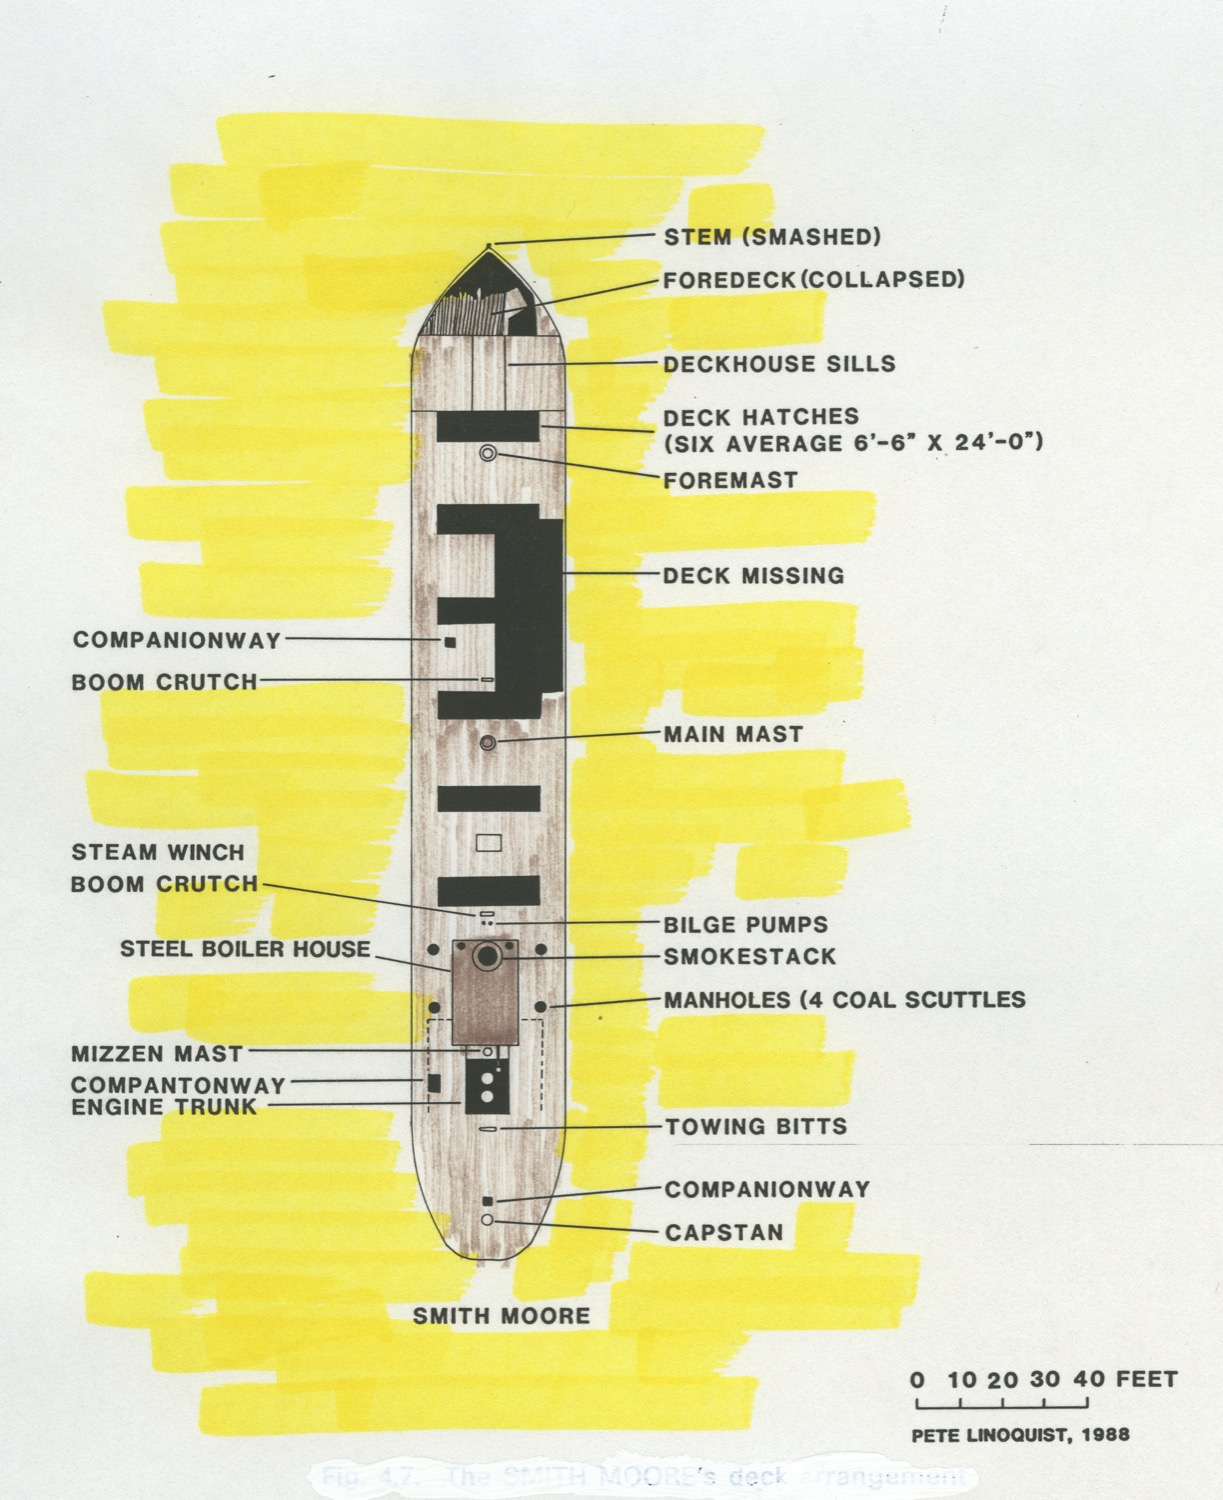 STEM (SMASHED)
FOREDECK (COLLAPSED)
DECKHOUSE SILLS
DECK HATCHES
(SIX AVERAGE 6'-6" X 24'-0")
FOREMAST
DECK MISSING
COMPANIONWAY
BOOM CRUTCH
MAIN MAST
STEAM WINCH
BOOM CRUTCH
BILGE PUMPS
STEEL BOILER HOUSE
SMOKESTACK
MANHOLES (4 COAL SCUTTLES
MIZZEN MAST
COMPANTONWAY
ENGINE TRUNK
TOWING BITTS
COMPANIONWAY
CAPSTAN
SMITH MOORE
0 10 20 30 40 FEET
PETE LINOQUIST, 1988
Fig. 4.7. The SMITH MOORE's deck arrangement